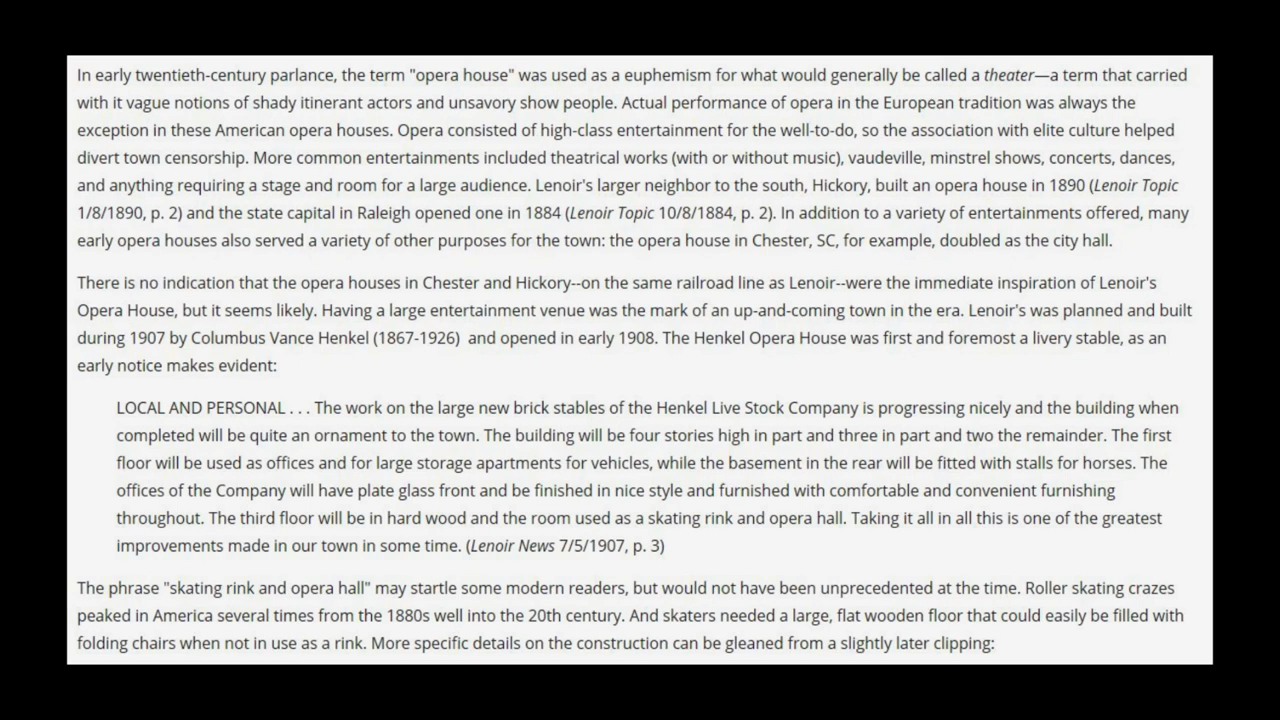 In early twentieth-century parlance, the term "opera house" was used as a euphemism for what would generally be called a theater—a term that carried
with it vague notions of shady itinerant actors and unsavory show people. Actual performance of opera in the European tradition was always the
exception in these American opera houses. Opera consisted of high-class entertainment for the well-to-do, so the association with elite culture helped
divert town censorship. More common entertainments included theatrical works (with or without music), vaudeville, minstrel shows, concerts, dances,
and anything requiring a stage and room for a large audience. Lenoir's larger neighbor to the south, Hickory, built an opera house in 1890 (Lenoir Topic
1/8/1890, p. 2) and the state capital in Raleigh opened one in 1884 (Lenoir Topic 10/8/1884, p. 2). In addition to a variety of entertainments offered, many
early opera houses also served a variety of other purposes for the town: the opera house in Chester, SC, for example, doubled as the city hall.
There is no indication that the opera houses in Chester and Hickory--on the same railroad line as Lenoir--were the immediate inspiration of Lenoir's
Opera House, but it seems likely. Having a large entertainment venue was the mark of an up-and-coming town in the era. Lenoir's was planned and built
during 1907 by Columbus Vance Henkel (1867-1926)  and opened in early 1908. The Henkel Opera House was first and foremost a livery stable, as an
early notice makes evident:
LOCAL AND PERSONAL . . . The work on the large new brick stables of the Henkel Live Stock Company is progressing nicely and the building when
completed will be quite an ornament to the town. The building will be four stories high in part and three in part and two the remainder. The first
floor will be used as offices and for large storage apartments for vehicles, while the basement in the rear will be fitted with stalls for horses. The
offices of the Company will have plate glass front and be finished in nice style and furnished with comfortable and convenient furnishing
throughout. The third floor will be in hard wood and the room used as a skating rink and opera hall. Taking it all in all this is one of the greatest
improvements made in our town in some time. (Lenoir News 7/5/1907, p. 3)
The phrase "skating rink and opera hall" may startle some modern readers, but would not have been unprecedented at the time. Roller skating crazes
peaked in America several times from the 1880s well into the 20th century. And skaters needed a large, flat wooden floor that could easily be filled with
folding chairs when not in use as a rink. More specific details on the construction can be gleaned from a slightly later clipping: